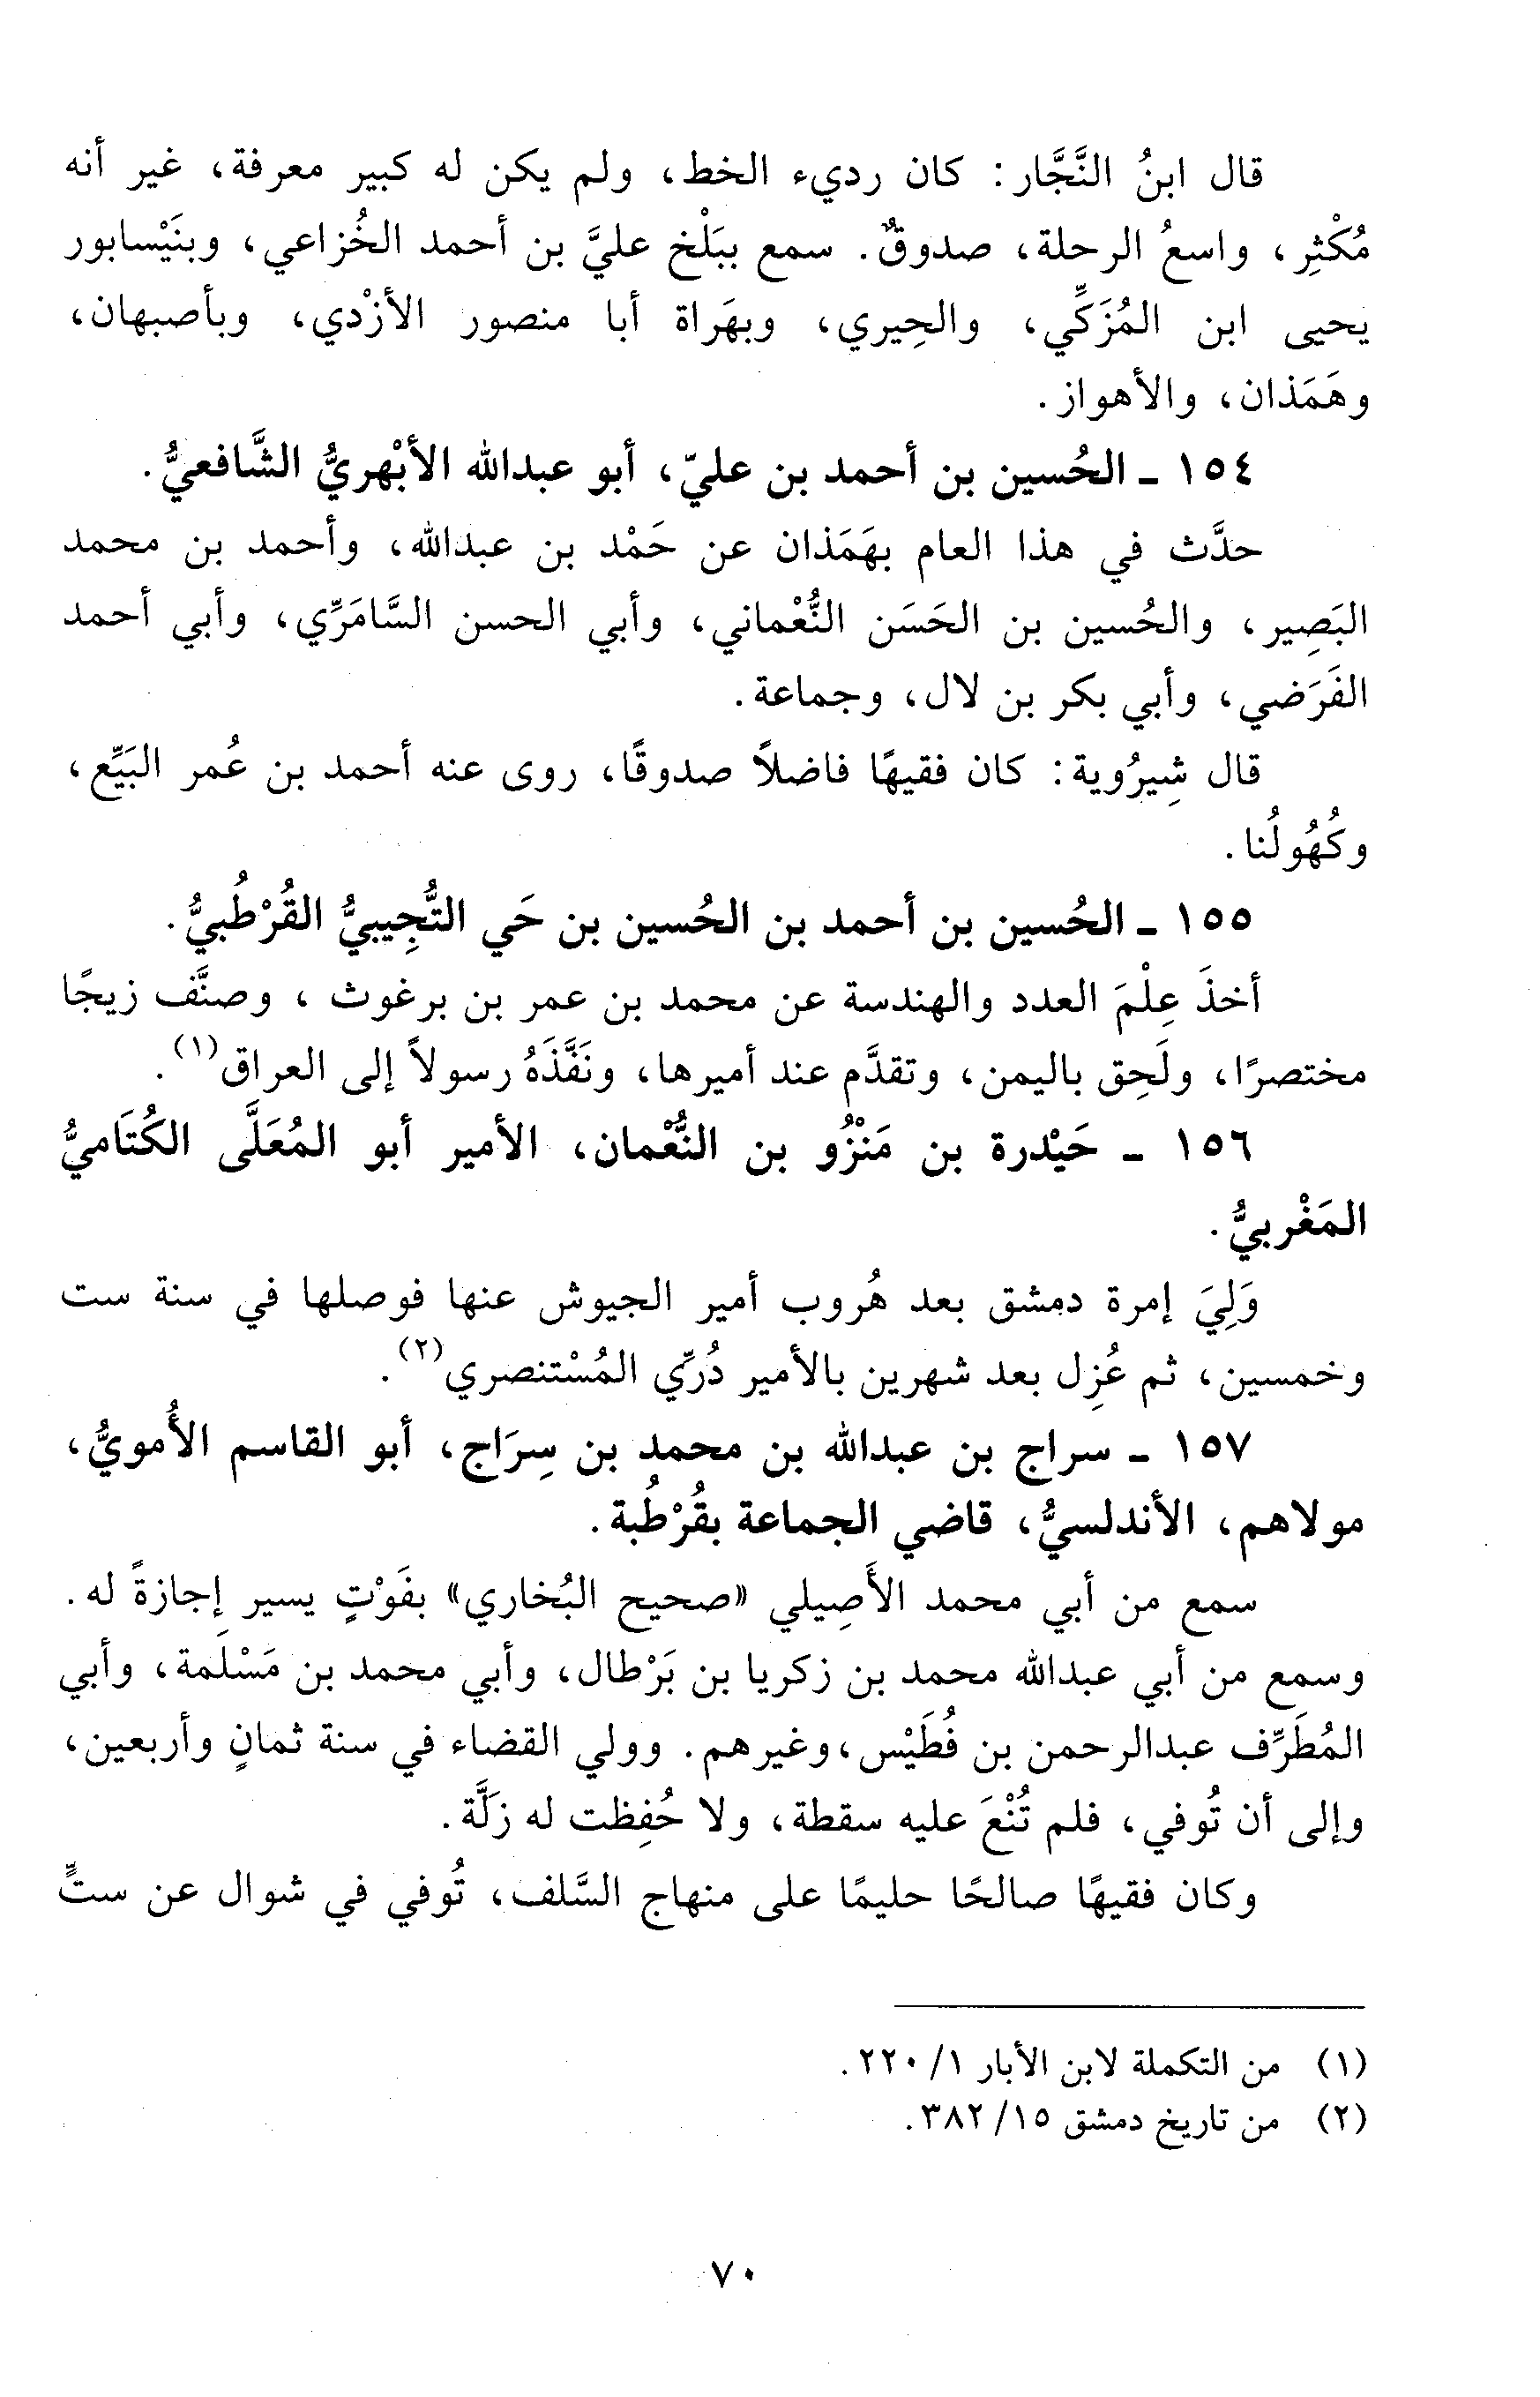 قال ابنُ النَّجَّار: كان رديء الخط، ولم يكن له كبير معرفة، غير أنه
مُكْثِر، واسعُ الرحلة، صدوقٌ. سمع ببَلْخ عليَّ بن أحمد الخُزاعي، وبنَيْسابور
يحيى ابن المُزَكِّي، والحِيري، وبهَراة أبا منصور الأزْدي، وبأصبهان،
وهَمَذان، والأهواز.
١٥٤ ـ الحُسين بن أحمد بن عليّ، أبو عبدالله الأبْهريُّ الشَّافعيُّ.
حدَّث في هذا العام بهَمَذان عن حَمْد بن عبدالله، وأحمد بن محمد
البَصِير، والحُسين بن الحَسَن النُّعْماني، وأبي الحسن السَّامَرِّي، وأبي أحمد
الفَرَضي، وأبي بكر بن لال، وجماعة.
قال شِيرُوية: كان فقيهًا فاضلاً صدوقًا، روى عنه أحمد بن عُمر البَيِّع،
وكُهُولُنا.
١٥٥ ـ الحُسين بن أحمد بن الحُسين بن حَي التُّجِيبيُّ القُرْطُبيُّ.
أخذَ عِلْمَ العدد والهندسة عن محمد بن عمر بن برغوث ، وصنَّف زيجًا
مختصرًا، ولَحِق باليمن، وتقدَّم عند أميرها، ونَفَّذَهُ رسولاً إلى العراق(١).
١٥٦ ـ حَيْدرة بن مَنْزُو بن النُّعْمان، الأمير أبو المُعَلَّى الكُتَاميُّ
المَغْربيُّ.
وَلِيَ إمرة دمشق بعد هُروب أمير الجيوش عنها فوصلها في سنة ست
وخمسين، ثم عُزِل بعد شهرين بالأمير دُرِّي المُسْتنصري(٢).
١٥٧ ـ سراج بن عبدالله بن محمد بن سِرَاج، أبو القاسم الأُمويُّ،
مولاهم، الأندلسيُّ، قاضي الجماعة بقُرْطُبة.
سمع من أبي محمد الأَصِيلي «صحيح البُخاري» بفَوْتٍ يسير إجازةً له.
وسمع من أبي عبدالله محمد بن زكريا بن بَرْطال، وأبي محمد بن مَسْلَمة، وأبي
المُطَرِّف عبدالرحمن بن فُطَيْس،وغيرهم. وولي القضاء في سنة ثمانٍ وأربعين،
وإلى أن تُوفي، فلم تُنْعَ عليه سقطة، ولا حُفِظت له زلَّة.
وكان فقيهًا صالحًا حليمًا على منهاج السَّلف، تُوفي في شوال عن ستٍّ
(١) من التكملة لابن الأبار ١/ ٢٢٠.
(٢) من تاريخ دمشق ١٥/ ٣٨٢.
٧٠